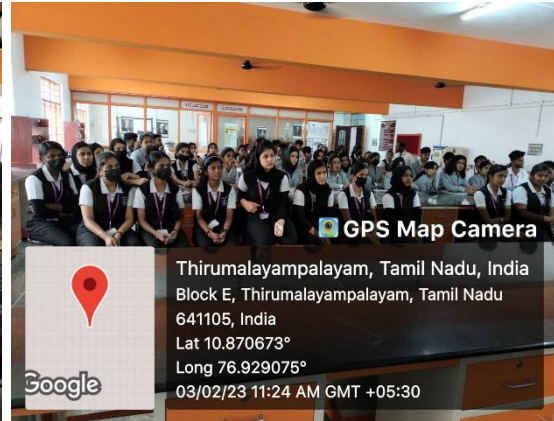 GPS Map Camera
Thirumalayampalayam, Tamil Nadu, India
Block E, Thirumalayampalayam, Tamil Nadu
641105, India
Lat 10.870673°
Long 76.929075°
03/02/23 11:24 AM GMT +05:30
Google